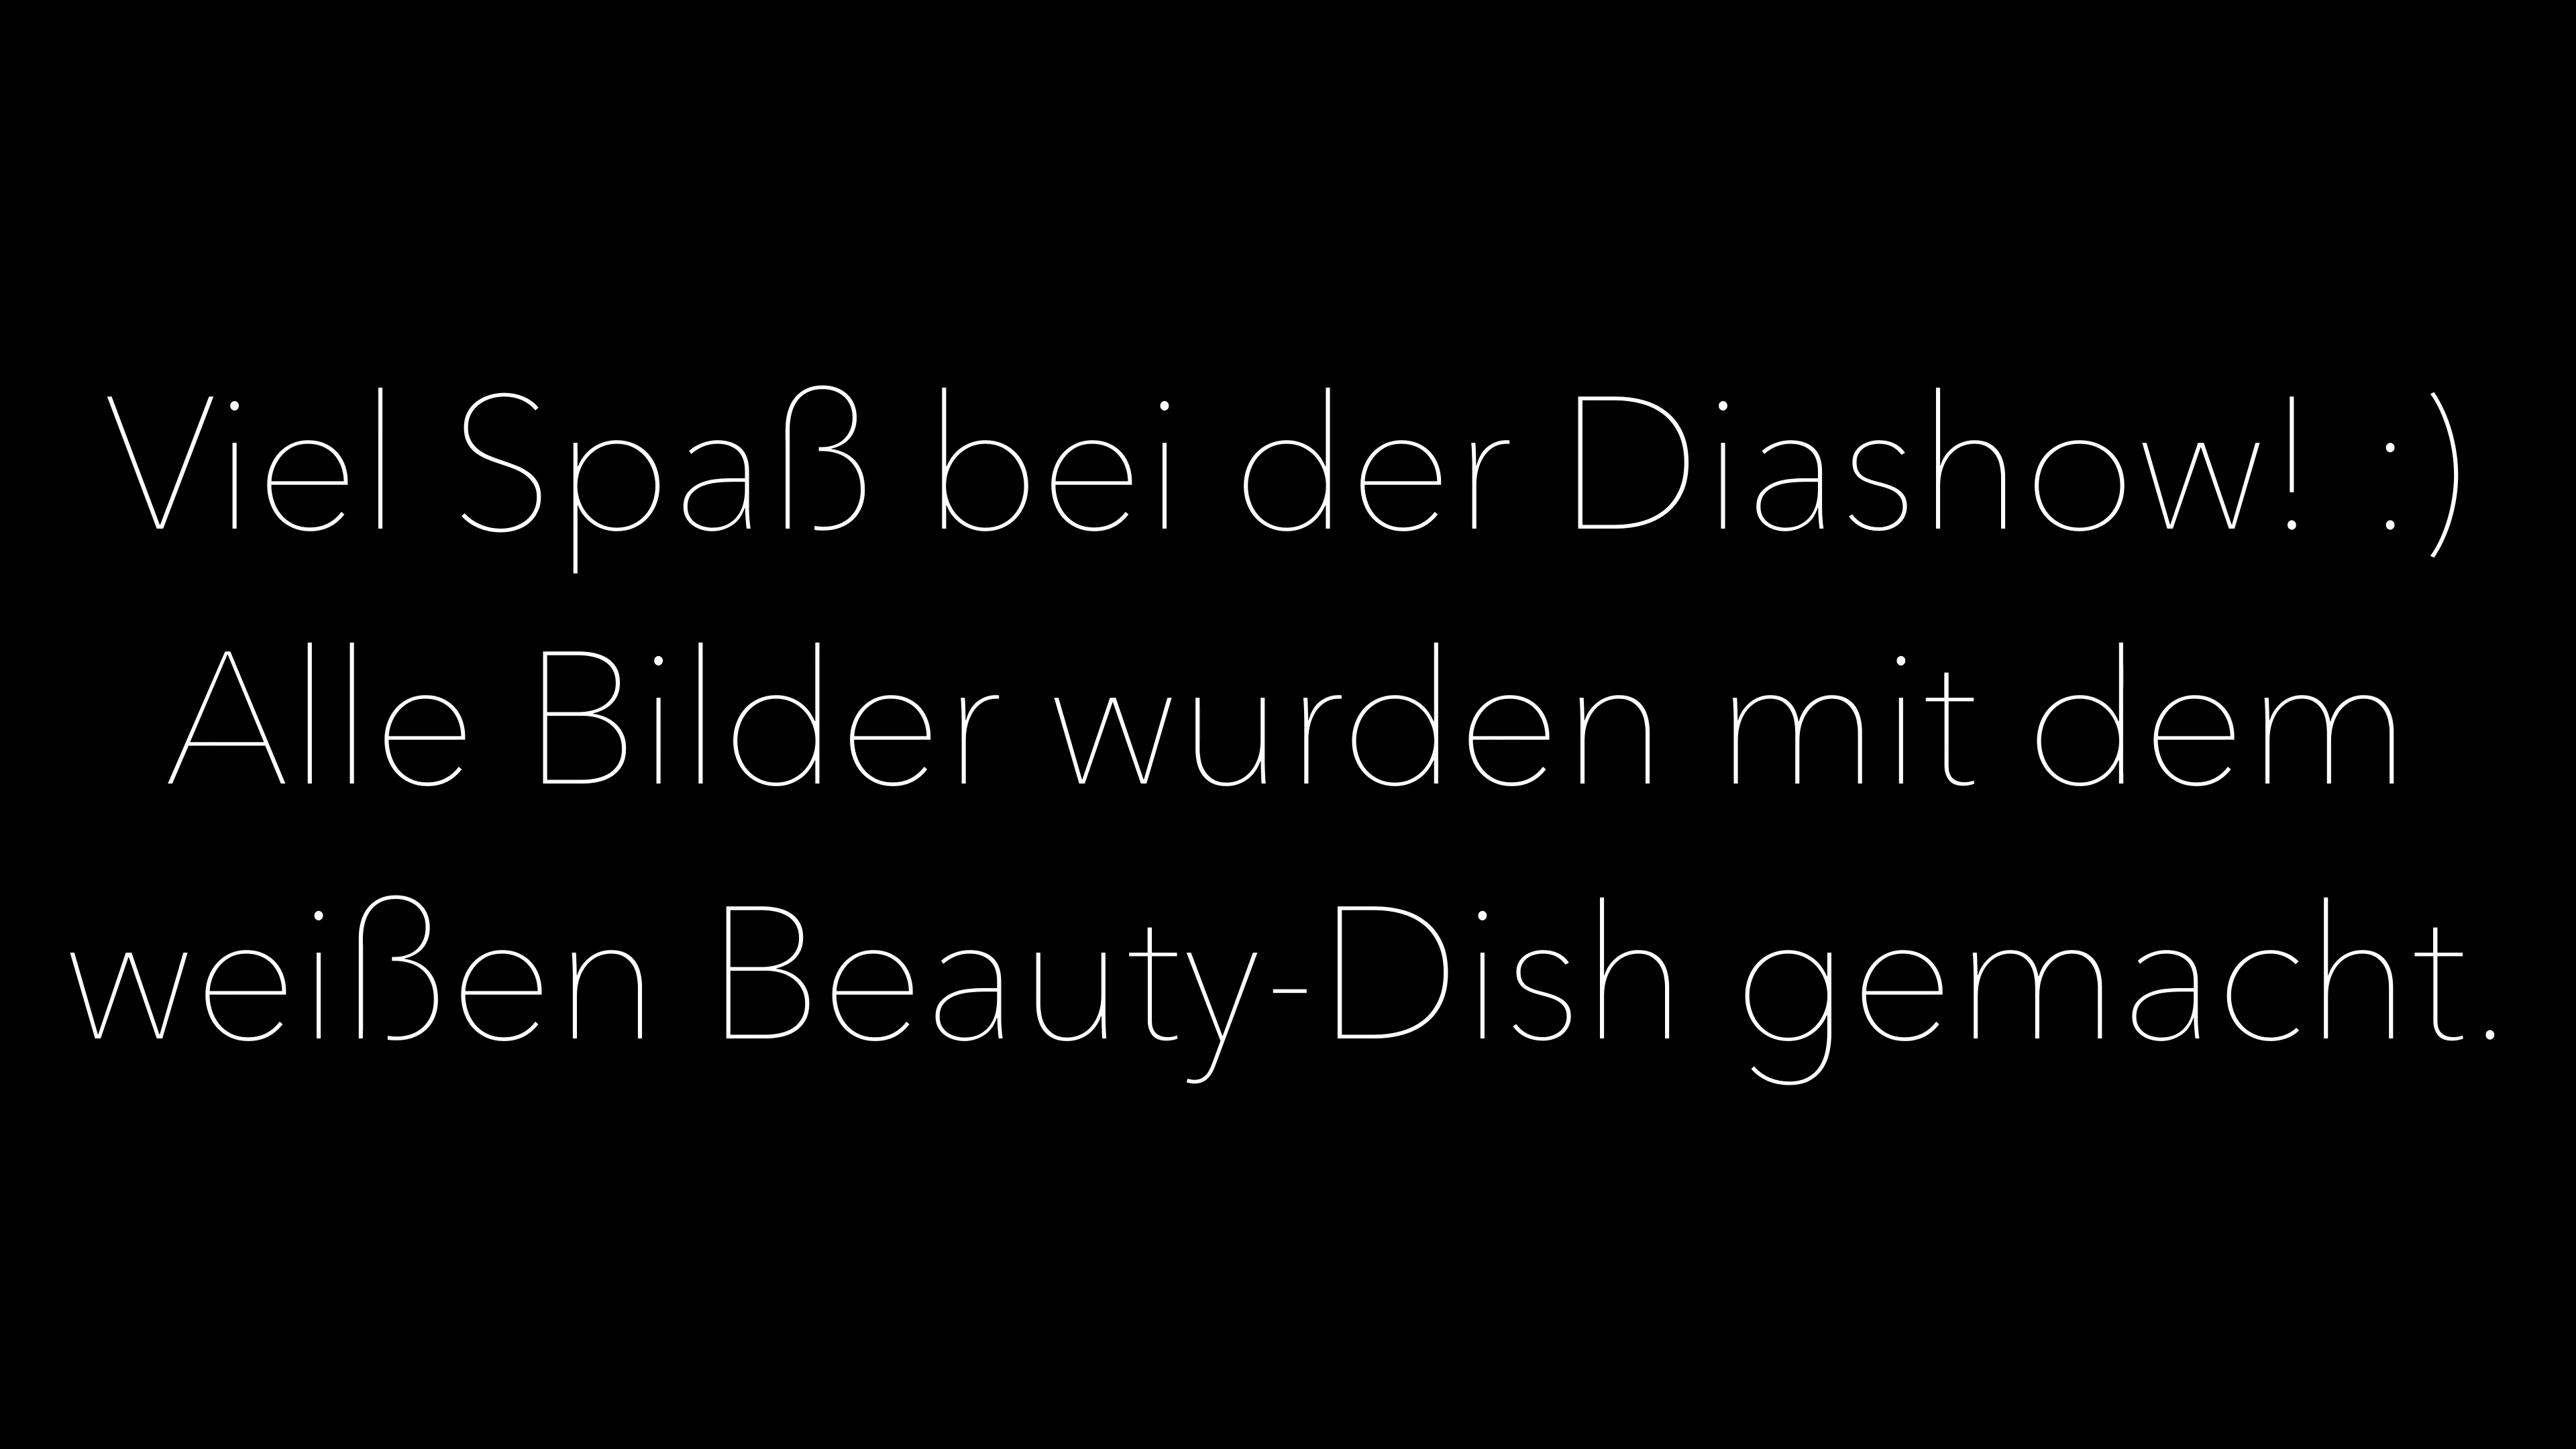 Viel Spaß bei der Diashow! :)
Alle Bilder wurden mit dem
weißen Beauty-Dish gemacht.